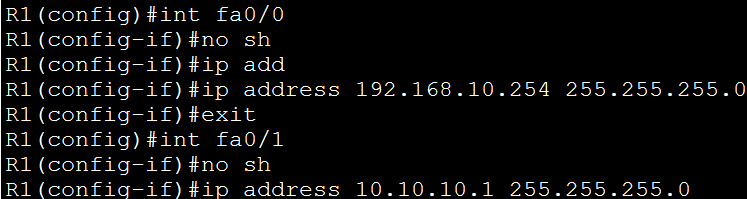 R1(config)#int fa0/0
R1(config-if)#no sh
R1(config-if)#ip add
R1(config-if)#ip address 192.168.10.254 255.255.255.0
R1(config-if)#exit
R1(config)#int fa0/1
R1(config-if)#no sh
R1(config-if)#ip address 10.10.10.1 255.255.255.0